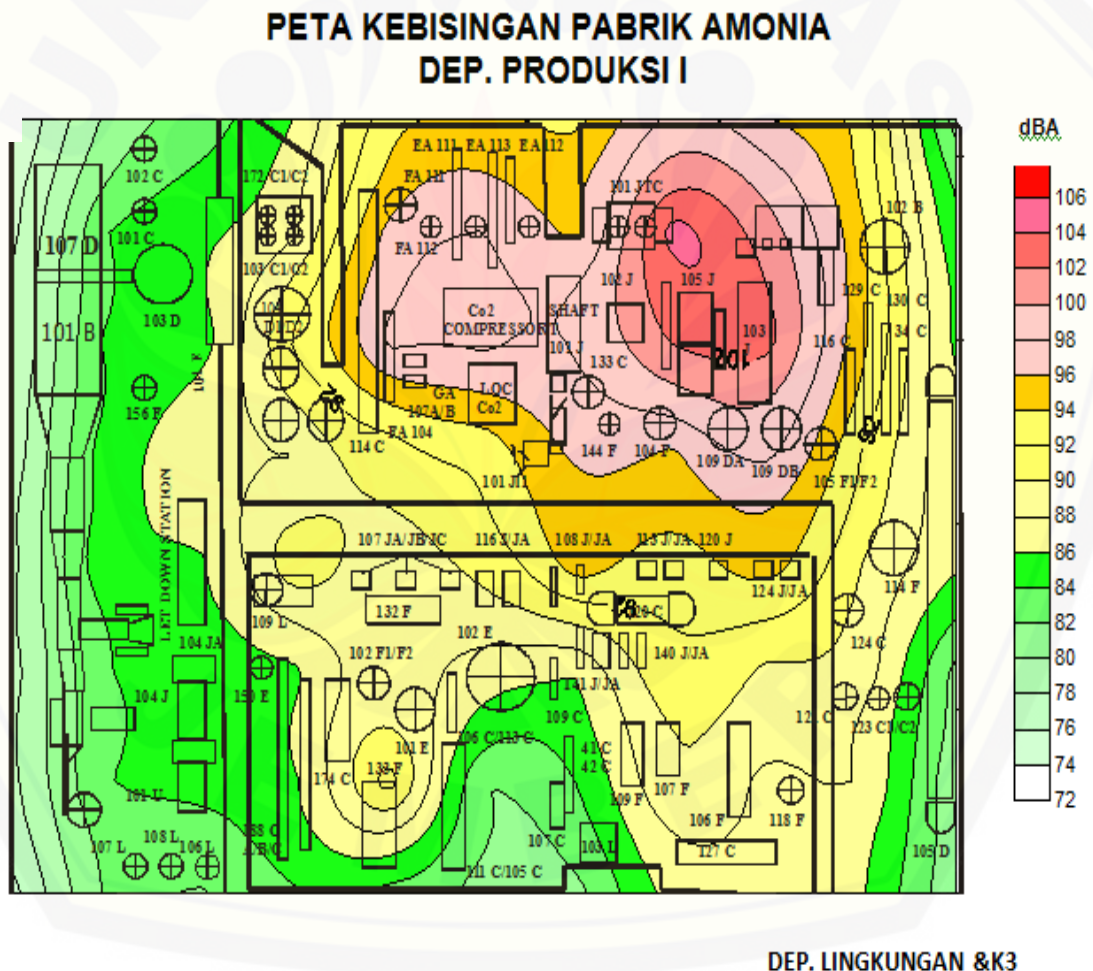 PETA KEBISINGAN PABRIK AMONIA
DEP. PRODUKSI I
dBA
106
104
102
100
98
96
94
92
90
88
86
84
82
80
78
76
74
72
102 C
172 C1/C2
EA 111
EA 113
EA 112
FA 111
101 JTC
102 B
101 C
107 D
FA 112
103 C1/C2
102 J
105 J
129 C
130 C
103 D
101 B
Co2
COMPRESSORT
SHAFT
101 J
103
J
116 C
34 C
133 C
102
156 F
GA
107A/B
LOC
Co2
FA 104
114 C
144 F
104 F
109 DA
109 DB
105 F1/F2
101 JT
LET DOWN STATION
107 JA/JB/JC
116 J/JA
108 J/JA
113 J/JA
120 J
124 J/JA
114 F
109 L
132 F
104 JA
102 E
124 C
102 F1/F2
140 J/JA
150 E
141 J/JA
104 J
109 C
123 C1/C2
101 E
106 C/113 C
41 C
42 C
174 C
133 F
109 F
107 F
101 U
106 F
118 F
107 L
108 L
106 L
A/B/C
107 C
103 L
127 C
105 D
111 C/105 C
DEP. LINGKUNGAN &K3